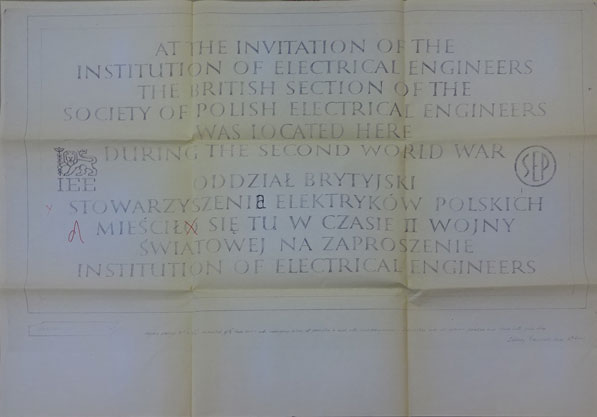 AT THE INVITATION OF THE
INSTITUTION OF ELECTRICAL ENGINEERS
THE BRITISH SECTION OF THE
SOCIETY OF POLISH ELECTRICAL ENGINEERS
WAS LOCATED HERE
DURING THE SECOND WORLD WAR
IEE
SEP
ODDZIAŁ BRYTYJSKI
STOWARZYSZENIa ELEKTRYKÓW POLSKICH
MIEŚCIŁ SIĘ TU W CZASIE II WOJNY
ŚWIATOWEJ NA ZAPROSZENIE
INSTITUTION OF ELECTRICAL ENGINEERS